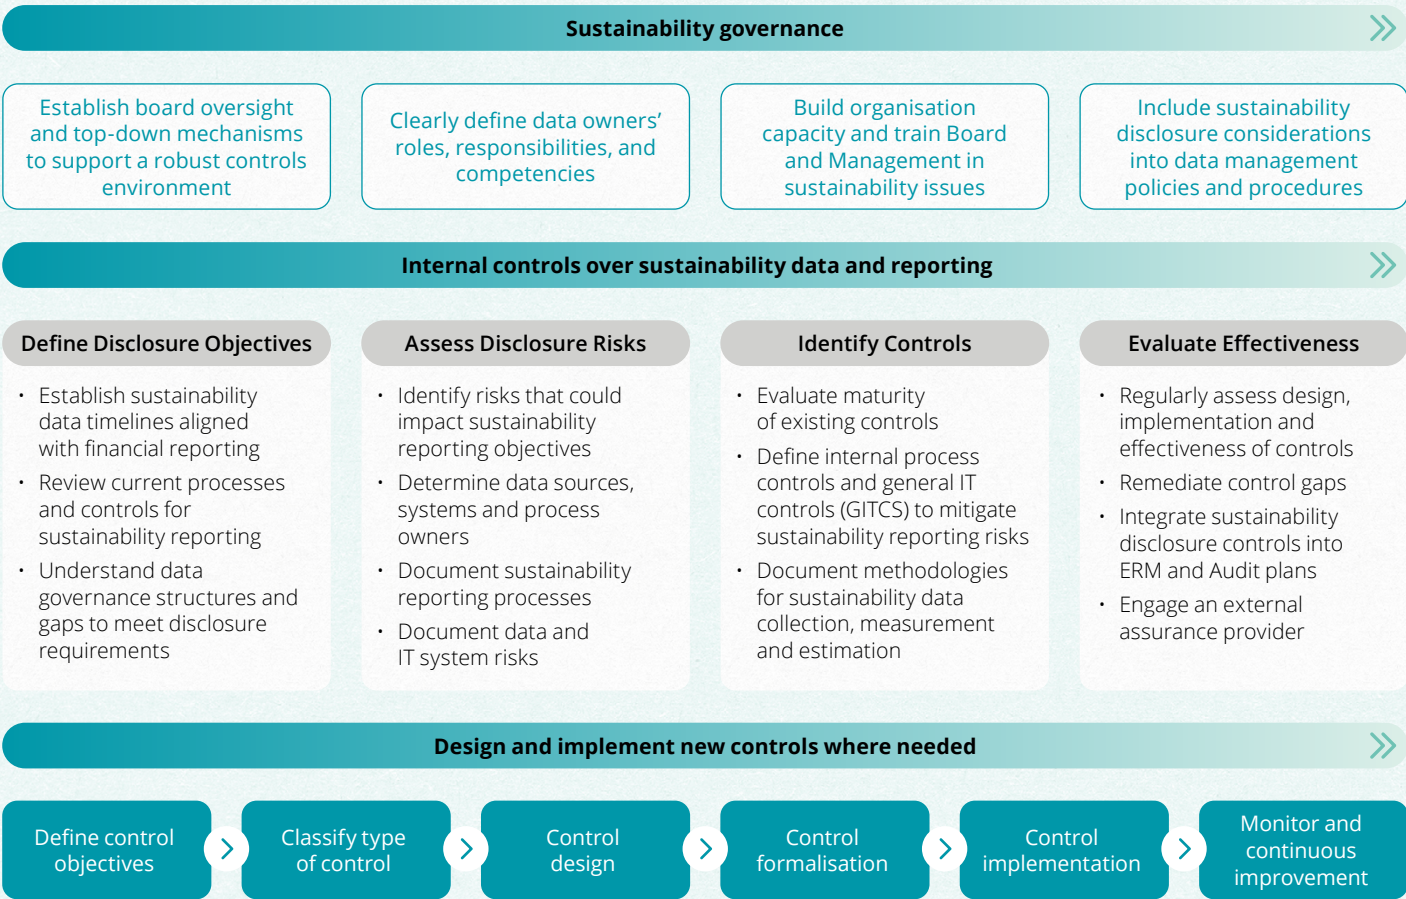 Sustainability governance
Establish board oversight
and top-down mechanisms
to support a robust controls
environment
Clearly define data owners’
roles, responsibilities, and
competencies
Build organisation
capacity and train Board
and Management in
sustainability issues
Include sustainability
disclosure considerations
into data management
policies and procedures
Internal controls over sustainability data and reporting
Define Disclosure Objectives
• Establish sustainability
data timelines aligned
with financial reporting
• Review current processes
and controls for
sustainability reporting
• Understand data
governance structures and
gaps to meet disclosure
requirements
Assess Disclosure Risks
• Identify risks that could
impact sustainability
reporting objectives
• Determine data sources,
systems and process
owners
• Document sustainability
reporting processes
• Document data and
IT system risks
Identify Controls
• Evaluate maturity
of existing controls
• Define internal process
controls and general IT
controls (GITCS) to mitigate
sustainability reporting risks
• Document methodologies
for sustainability data
collection, measurement
and estimation
Evaluate Effectiveness
• Regularly assess design,
implementation and
effectiveness of controls
• Remediate control gaps
• Integrate sustainability
disclosure controls into
ERM and Audit plans
• Engage an external
assurance provider
Design and implement new controls where needed
Define control
objectives
Classify type
of control
Control
design
Control
formalisation
Control
implementation
Monitor and
continuous
improvement